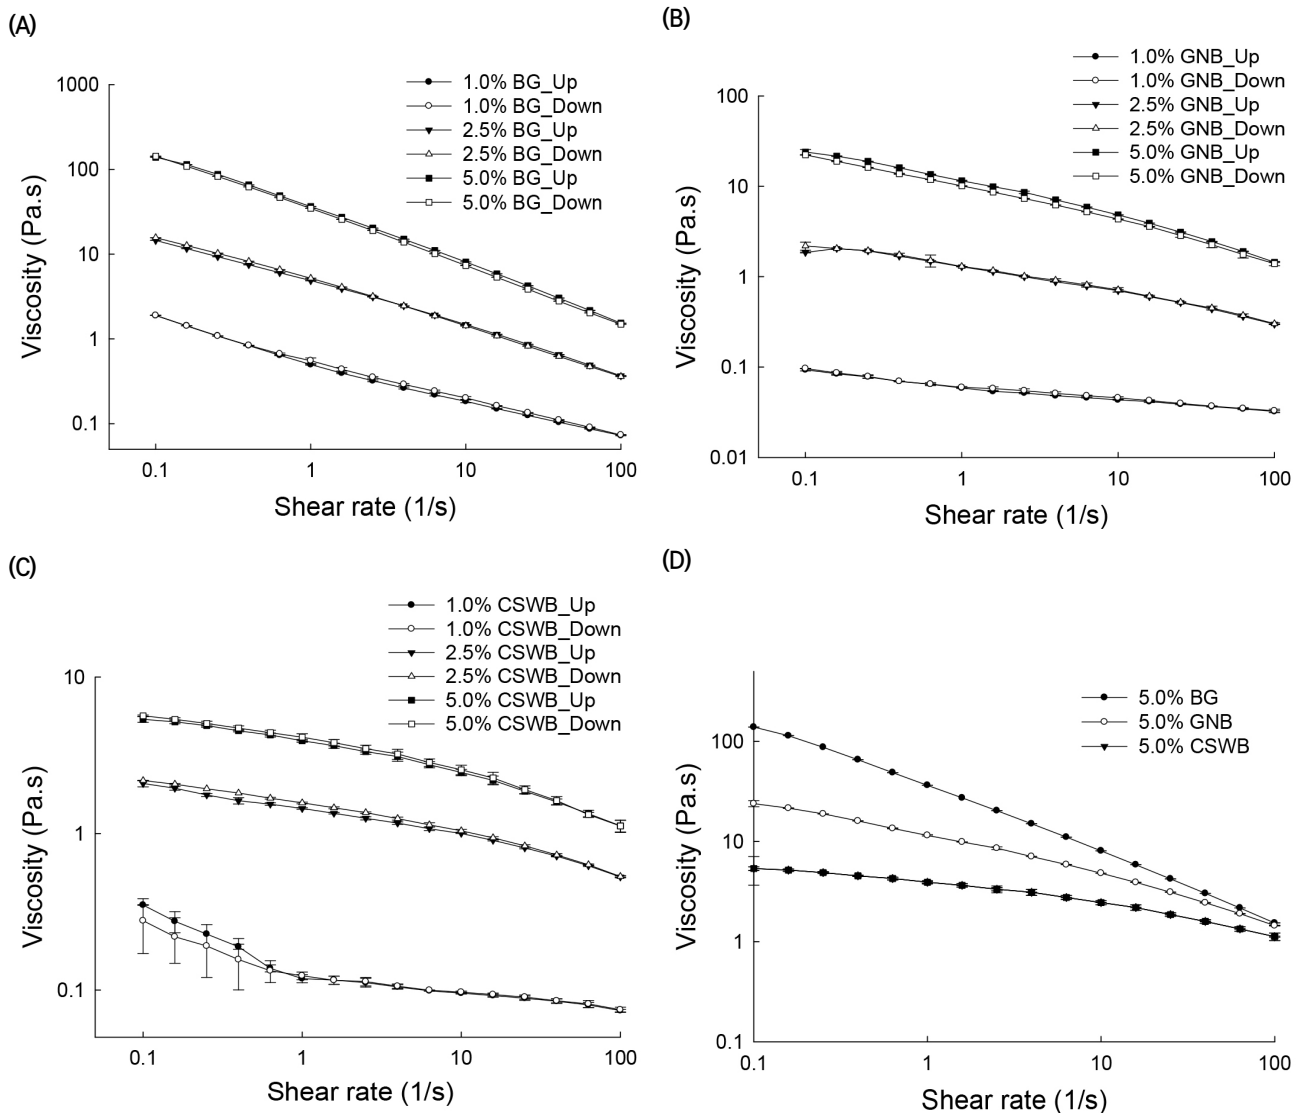 (A)
1.0% BG_Up
1.0% BG_Down
2.5% BG_Up
2.5% BG_Down
5.0% BG_Up
5.0% BG_Down
1000
100
10
1
0.1
Viscosity (Pa.s)
0.1
1
10
100
Shear rate (1/s)
(B)
1.0% GNB_Up
1.0% GNB_Down
2.5% GNB_Up
2.5% GNB_Down
5.0% GNB_Up
5.0% GNB_Down
100
10
1
0.1
0.01
Viscosity (Pa.s)
0.1
1
10
100
Shear rate (1/s)
(C)
1.0% CSWB_Up
1.0% CSWB_Down
2.5% CSWB_Up
2.5% CSWB_Down
5.0% CSWB_Up
5.0% CSWB_Down
10
1
0.1
Viscosity (Pa.s)
0.1
1
10
100
Shear rate (1/s)
(D)
5.0% BG
5.0% GNB
5.0% CSWB
100
10
1
0.1
Viscosity (Pa.s)
0.1
1
10
100
Shear rate (1/s)